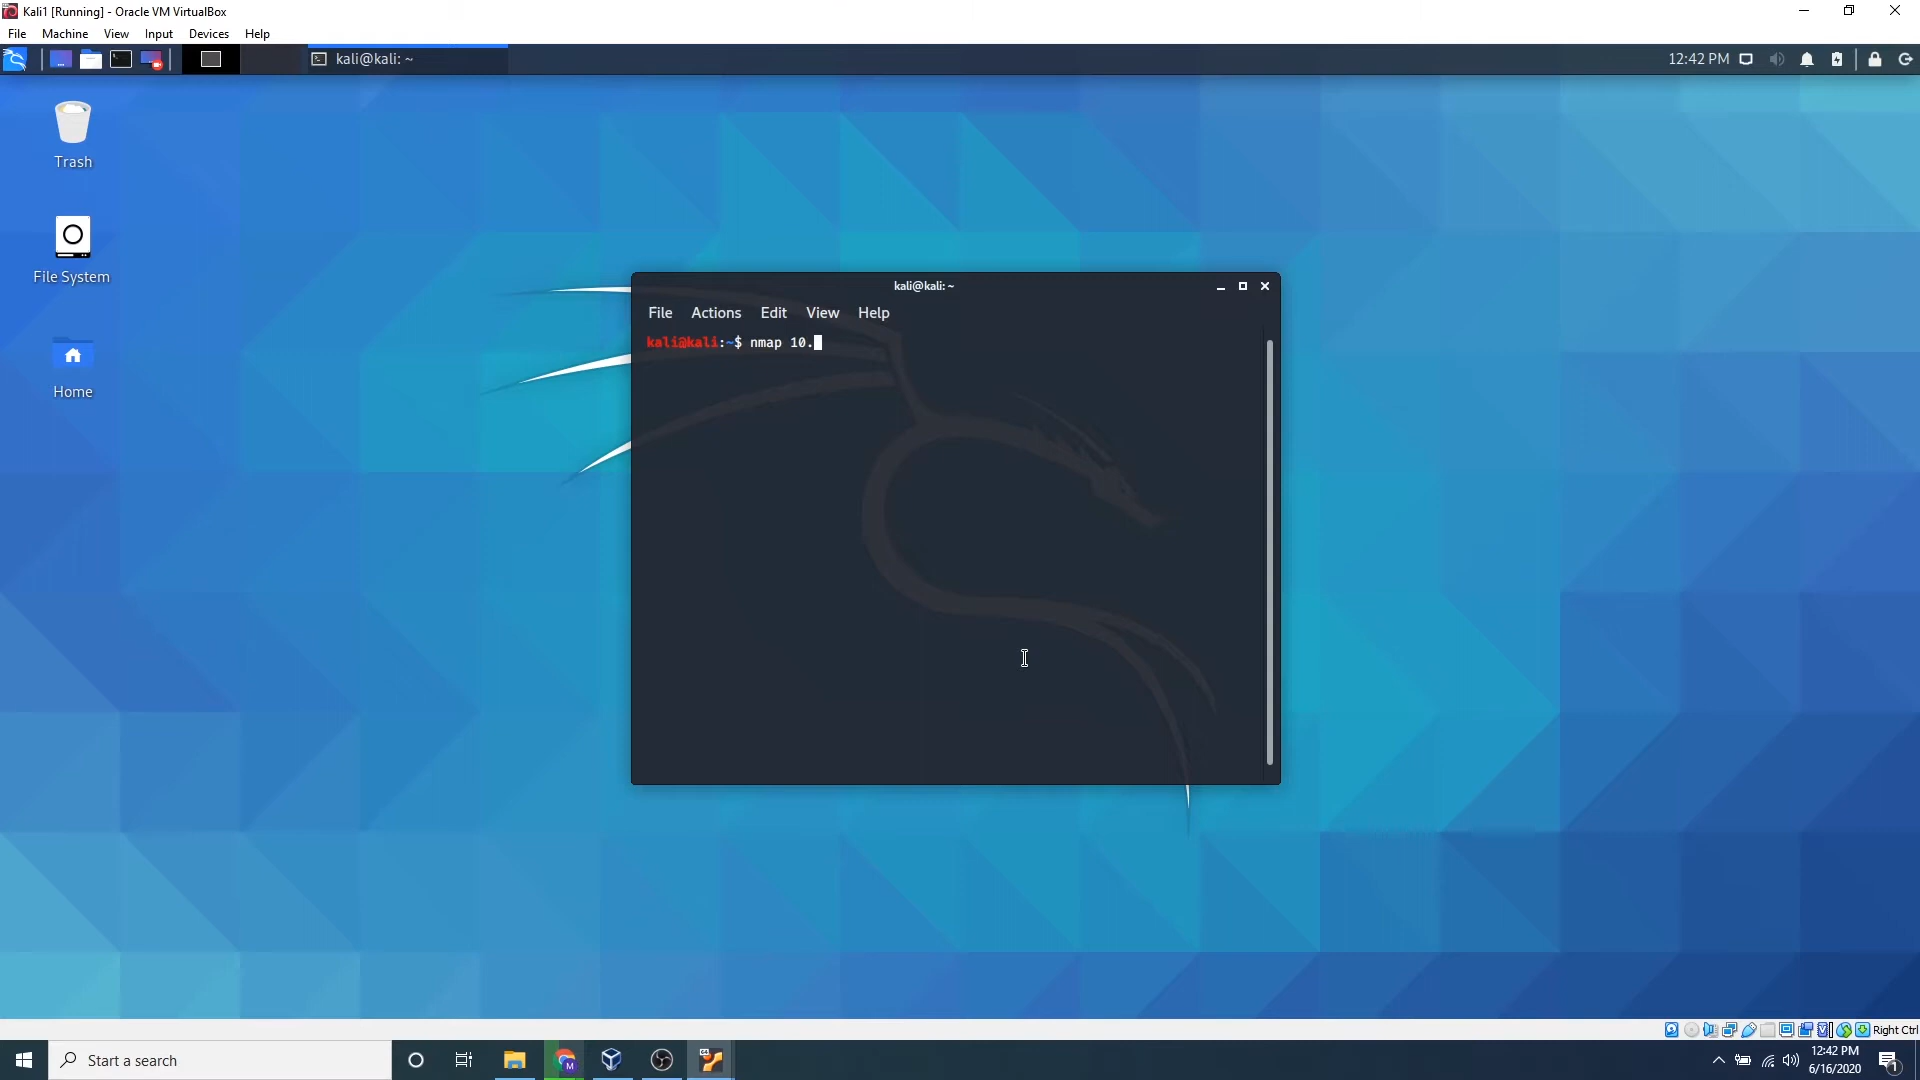 Kali1 [Running] - Oracle VM VirtualBox
File Machine View Input Devices Help
kali@kali: ~
12:42 PM
Trash
File System
Home
kali@kali: ~
File Actions Edit View Help
kali@kali:~$ nmap 10.
Right Ctrl
Start a search
M
12:42 PM
6/16/2020
1